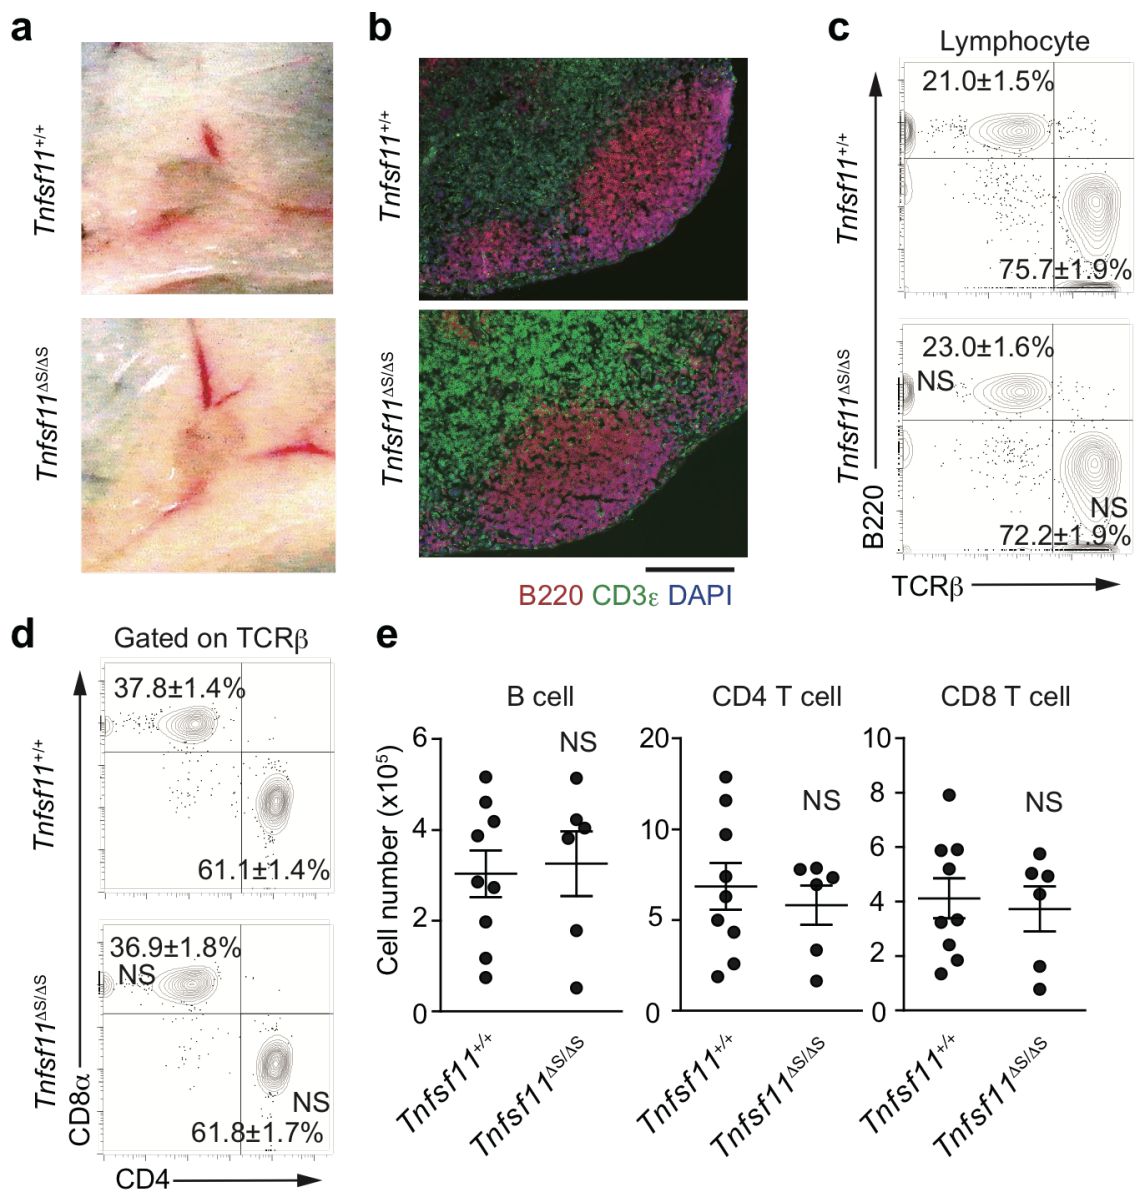 a
Tnfsf11+/+
Tnfsf11ΔS/ΔS
b
Tnfsf11+/+
Tnfsf11ΔS/ΔS
B220 CD3ε DAPI
c
Lymphocyte
Tnfsf11+/+
21.0±1.5%
75.7±1.9%
Tnfsf11ΔS/ΔS
23.0±1.6%
NS
NS
72.2±1.9%
B220
TCRβ
d
Gated on TCRβ
Tnfsf11+/+
37.8±1.4%
61.1±1.4%
Tnfsf11ΔS/ΔS
36.9±1.8%
NS
NS
61.8±1.7%
CD8α
CD4
e
Cell number (x10⁵)
B cell
NS
6
4
2
0
Tnfsf11+/+
Tnfsf11ΔS/ΔS
CD4 T cell
NS
20
10
5
0
Tnfsf11+/+
Tnfsf11ΔS/ΔS
CD8 T cell
NS
10
8
6
4
2
0
Tnfsf11+/+
Tnfsf11ΔS/ΔS